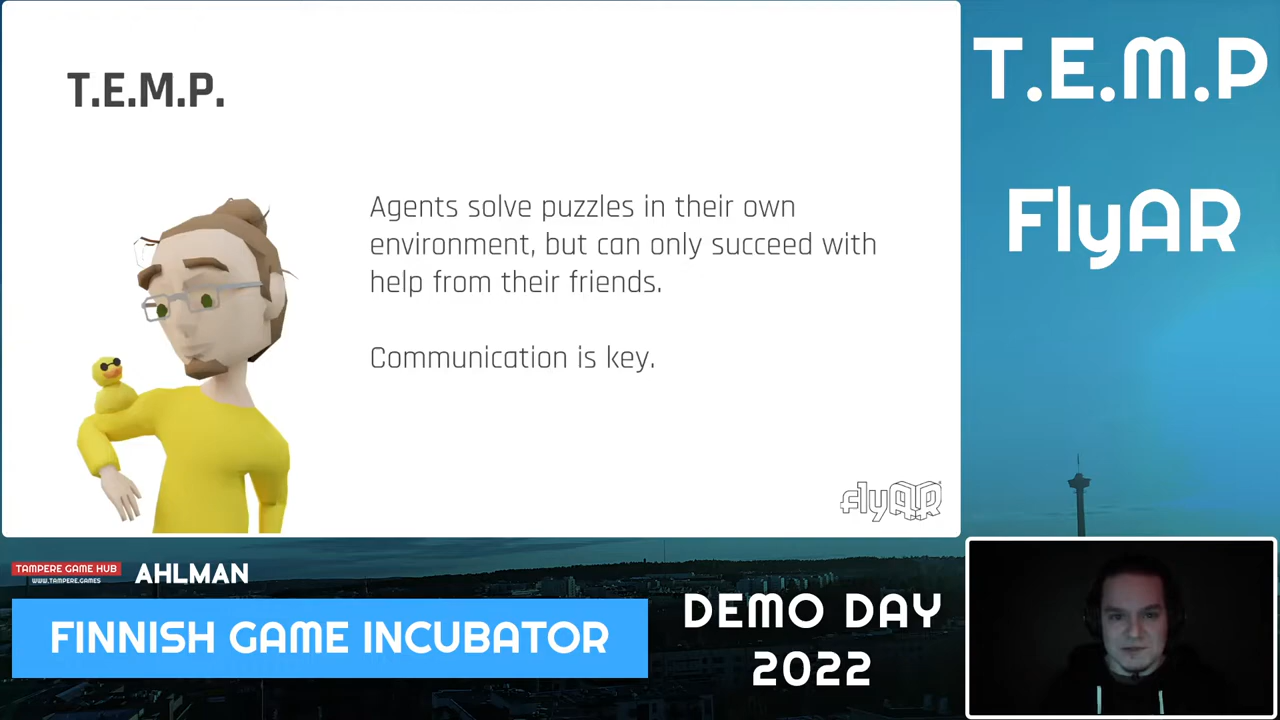 T.E.M.P.
Agents solve puzzles in their own
environment, but can only succeed with
help from their friends.
Communication is key.
flyAR
T.E.M.P
FlyAR
TAMPERE GAME HUB
WWW.TAMPERE.GAMES
AHLMAN
FINNISH GAME INCUBATOR
DEMO DAY
2022